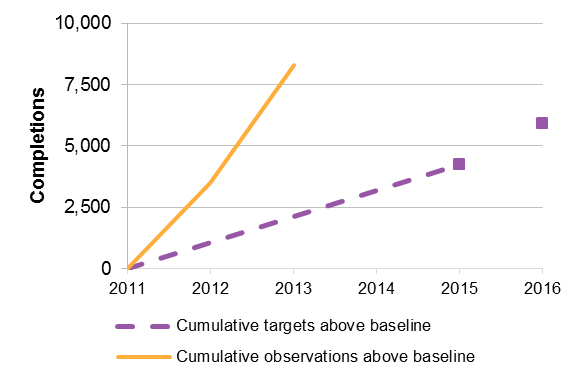 10,000
7,500
5,000
2,500
0
Completions
2011 2012 2013 2014 2015 2016
Cumulative targets above baseline
Cumulative observations above baseline